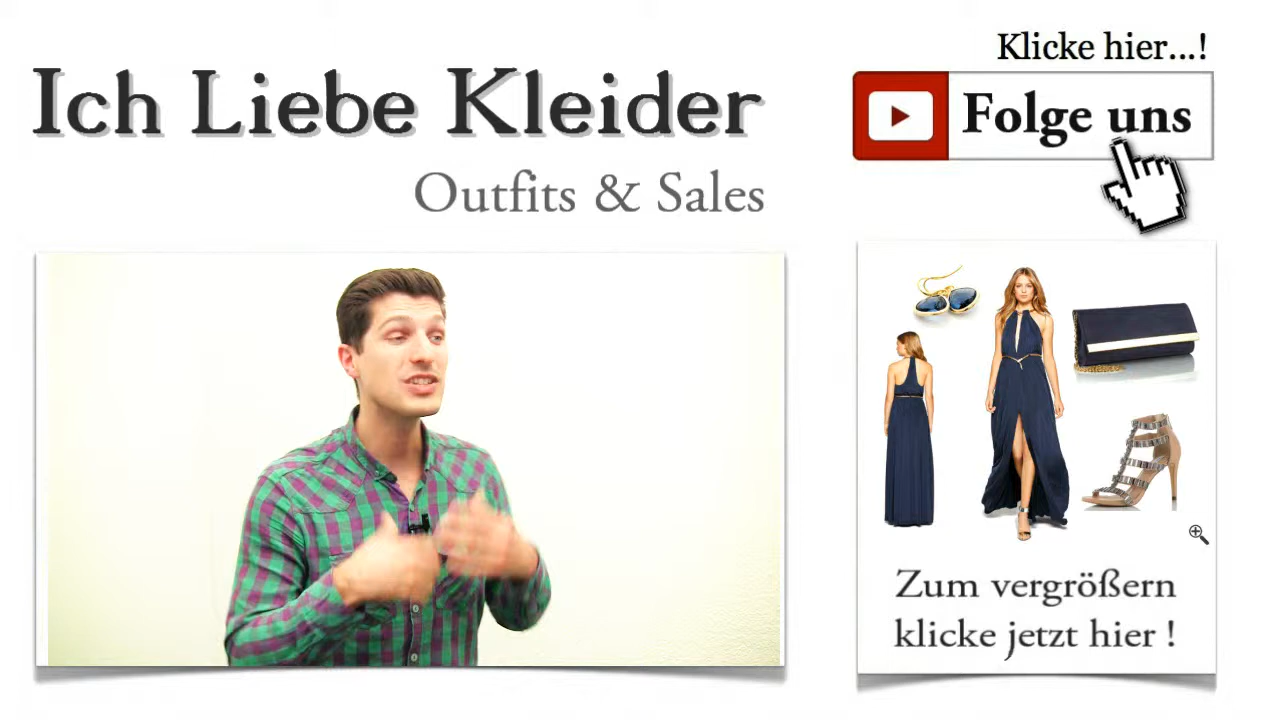 Ich Liebe Kleider
Outfits & Sales
Klicke hier...!
Folge uns
Zum vergrößern
klicke jetzt hier !